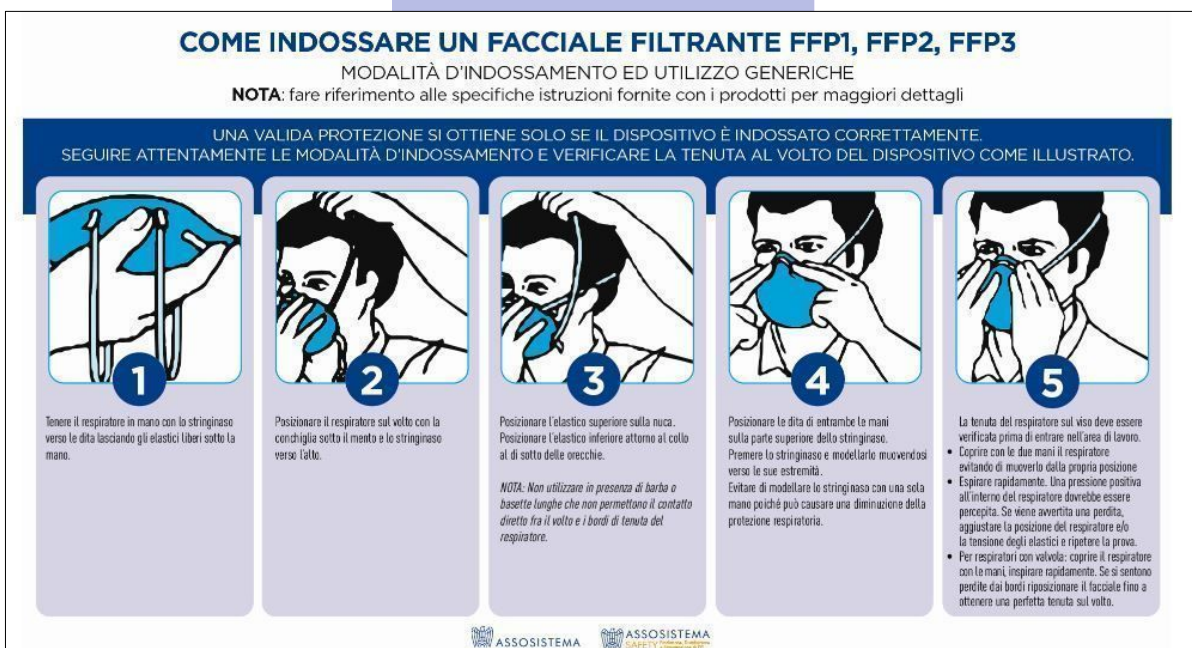 COME INDOSSARE UN FACCIALE FILTRANTE FFP1, FFP2, FFP3
MODALITÀ D'INDOSSAMENTO ED UTILIZZO GENERICHE
NOTA: fare riferimento alle specifiche istruzioni fornite con i prodotti per maggiori dettagli
UNA VALIDA PROTEZIONE SI OTTIENE SOLO SE IL DISPOSITIVO È INDOSSATO CORRETTAMENTE.
SEGUIRE ATTENTAMENTE LE MODALITÀ D'INDOSSAMENTO E VERIFICARE LA TENUTA AL VOLTO DEL DISPOSITIVO COME ILLUSTRATO.
1
Tenere il respiratore in mano con lo stringinaso
verso le dita lasciando gli elastici liberi sotto la
mano.
2
Posizionare il respiratore sul volto con la
conchiglia sotto il mento e lo stringinaso
verso l'alto.
3
Posizionare l'elastico superiore sulla nuca.
Posizionare l'elastico inferiore attorno al collo
al di sotto delle orecchie.
NOTA: Non utilizzare in presenza di barba o
basette lunghe che non permettono il contatto
diretto fra il volto e i bordi di tenuta del
respiratore.
4
Posizionare le dita di entrambe le mani
sulla parte superiore dello stringinaso.
Premere lo stringinaso e modellarlo muovendosi
verso le sue estremità.
Evitare di modellare lo stringinaso con una sola
mano poiché può causare una diminuzione della
protezione respiratoria.
5
La tenuta del respiratore sul viso deve essere
verificata prima di entrare nell'area di lavoro.
• Coprire con le due mani il respiratore
evitando di muoverlo dalla propria posizione
• Espirare rapidamente. Una pressione positiva
all'interno del respiratore dovrebbe essere
percepita. Se viene avvertita una perdita,
aggiustare la posizione del respiratore e/o
la tensione degli elastici e ripetere la prova.
• Per respiratori con valvola: coprire il respiratore
con le mani, inspirare rapidamente. Se si sentono
perdite dai bordi riposizionare il facciale fino a
ottenere una perfetta tenuta sul volto.
ASSOSISTEMA
ASSOSISTEMA
SAFETY